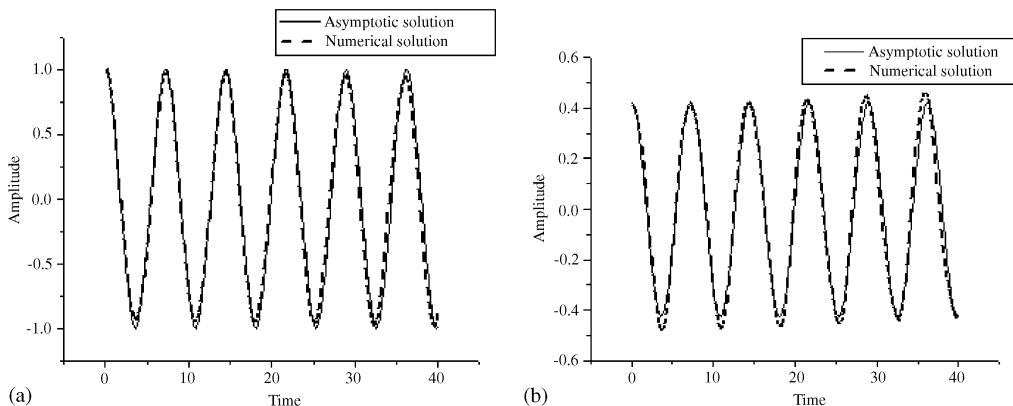 Asymptotic solution
Numerical solution
1.0
0.5
0.0
-0.5
-1.0
Amplitude
0
10
20
30
40
Time
(a)
Asymptotic solution
Numerical solution
0.6
0.4
0.2
0.0
-0.2
-0.4
-0.6
Amplitude
0
10
20
30
40
Time
(b)